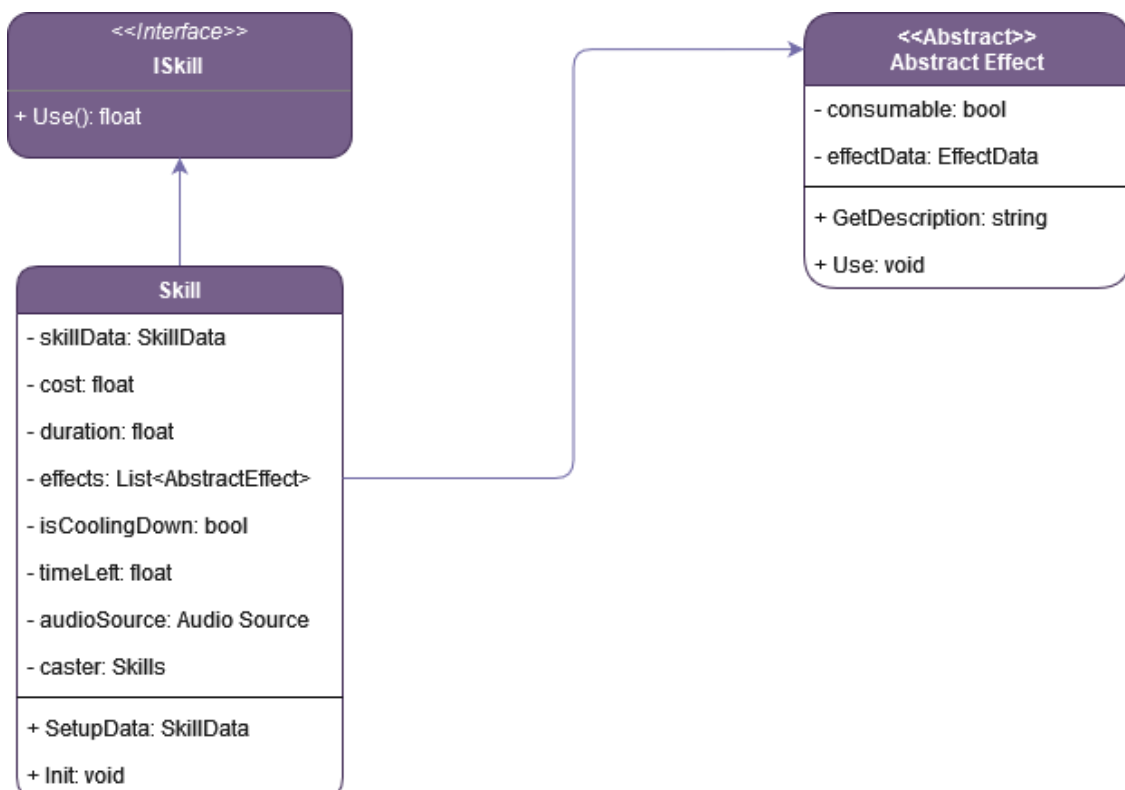 <<Interface>>
ISkill
+ Use(): float
<<Abstract>>
Abstract Effect
- consumable: bool
- effectData: EffectData
+ GetDescription: string
+ Use: void
Skill
- skillData: SkillData
- cost: float
- duration: float
- effects: List<AbstractEffect>
- isCoolingDown: bool
- timeLeft: float
- audioSource: Audio Source
- caster: Skills
+ SetupData: SkillData
+ Init: void